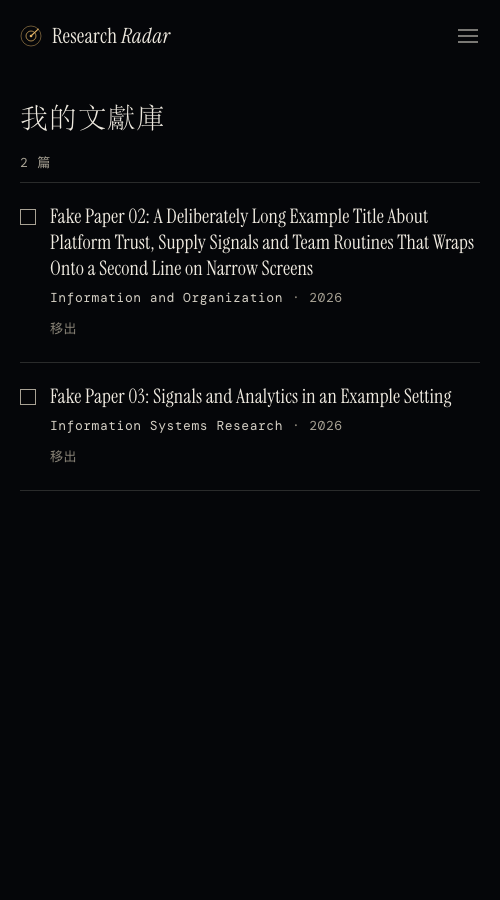 Research Radar
我的文獻庫
2 篇
Fake Paper 02: A Deliberately Long Example Title About
Platform Trust, Supply Signals and Team Routines That Wraps
Onto a Second Line on Narrow Screens
Information and Organization · 2026
移出
Fake Paper 03: Signals and Analytics in an Example Setting
Information Systems Research · 2026
移出